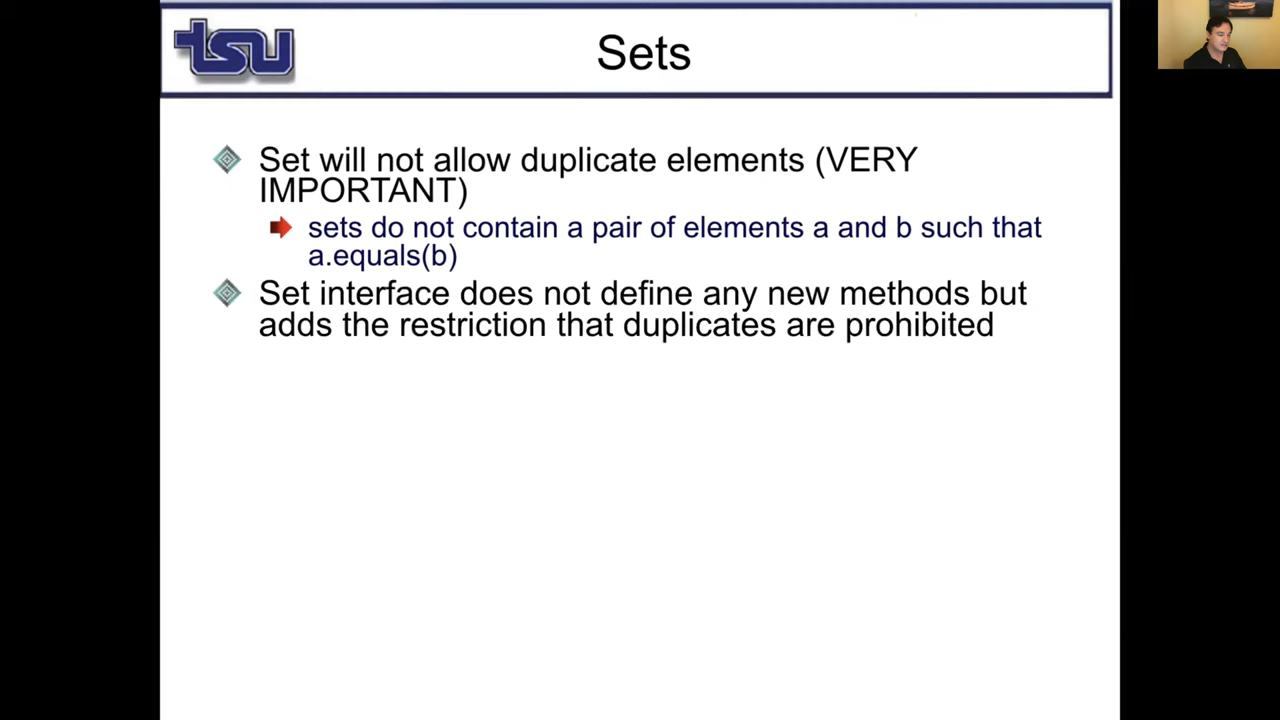 tsu
Sets
Set will not allow duplicate elements (VERY
IMPORTANT)
sets do not contain a pair of elements a and b such that
a.equals(b)
Set interface does not define any new methods but
adds the restriction that duplicates are prohibited